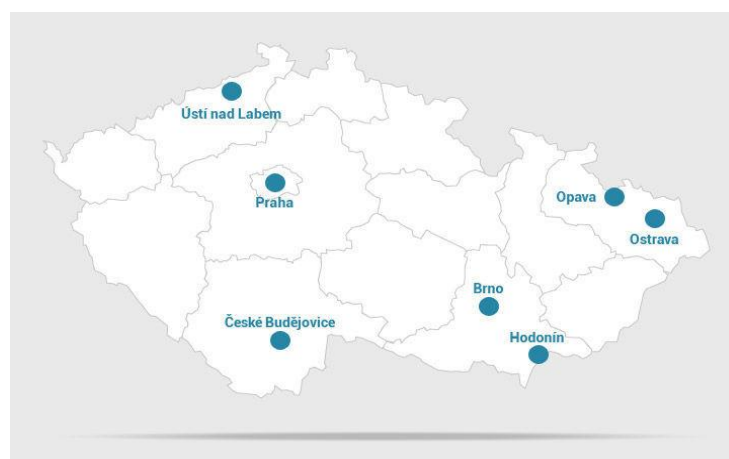 Ústí nad Labem
Praha
Opava
Ostrava
Brno
České Budějovice
Hodonín